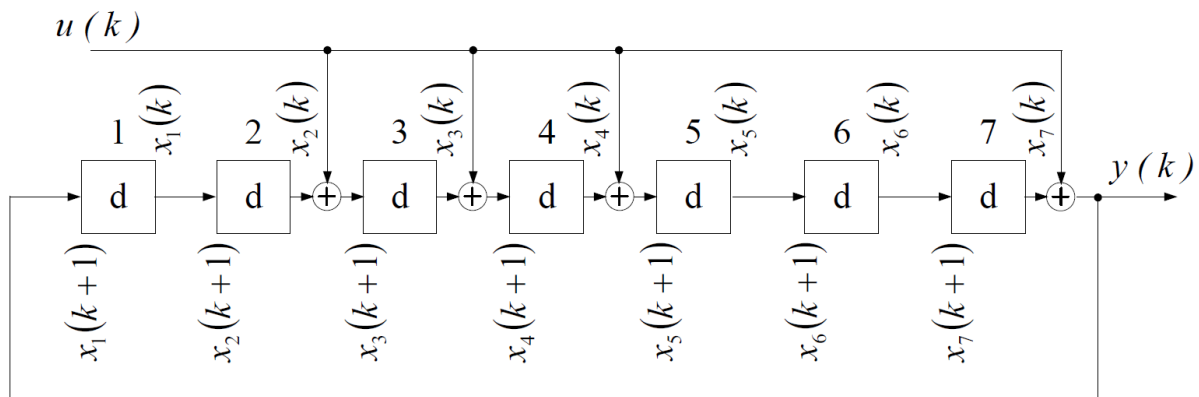 u ( k )
x₁(k) x₂(k) x₃(k) x₄(k) x₅(k) x₆(k) x₇(k)
1 2 3 4 5 6 7
y ( k )
d d + d + d + d d d +
x₁(k + 1) x₂(k + 1) x₃(k + 1) x₄(k + 1) x₅(k + 1) x₆(k + 1) x₇(k + 1)